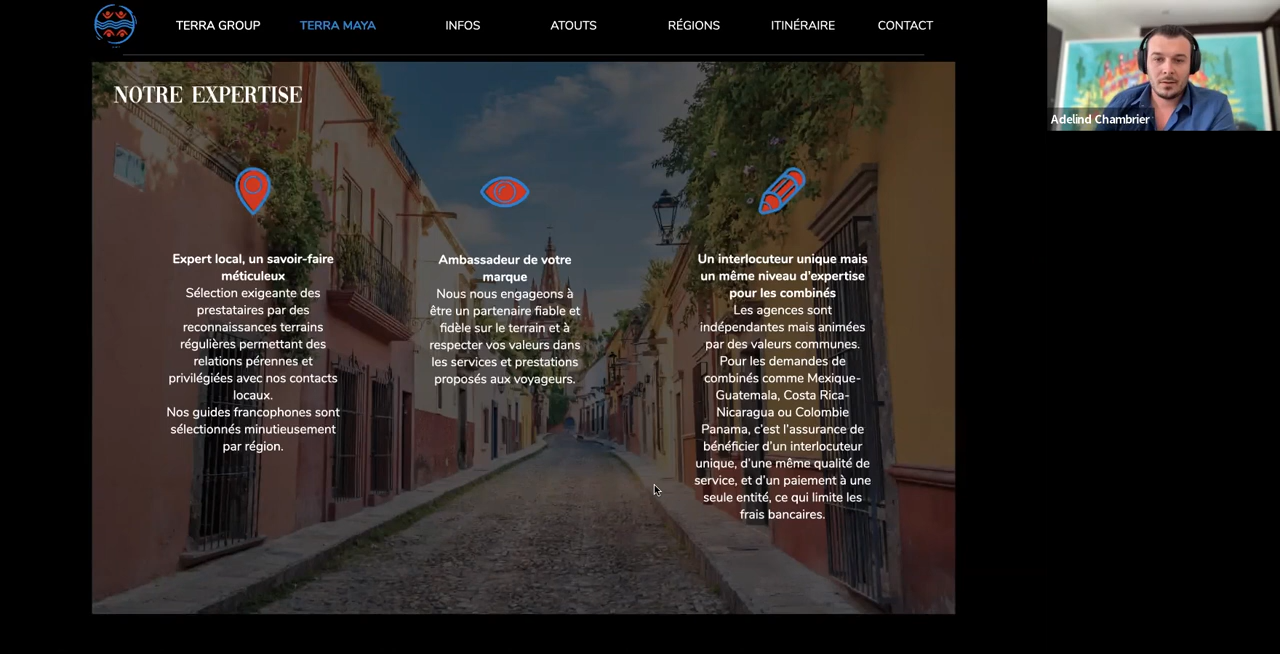 TERRA GROUP
TERRA MAYA
INFOS
ATOUTS
RÉGIONS
ITINÉRAIRE
CONTACT
Adelind Chambrier
NOTRE EXPERTISE
Expert local, un savoir-faire
méticuleux
Sélection exigeante des
prestataires par des
reconnaissances terrains
régulières permettant des
relations pérennes et
privilégiées avec nos contacts
locaux.
Nos guides francophones sont
sélectionnés minutieusement
par région.
Ambassadeur de votre
marque
Nous nous engageons à
être un partenaire fiable et
fidèle sur le terrain et à
respecter vos valeurs dans
les services et prestations
proposés aux voyageurs.
Un interlocuteur unique mais
un même niveau d'expertise
pour les combinés
Les agences sont
indépendantes mais animées
par des valeurs communes.
Pour les demandes de
combinés comme Mexique-
Guatemala, Costa Rica-
Nicaragua ou Colombie
Panama, c'est l'assurance de
bénéficier d'un interlocuteur
unique, d'une même qualité de
service, et d'un paiement à une
seule entité, ce qui limite les
frais bancaires.